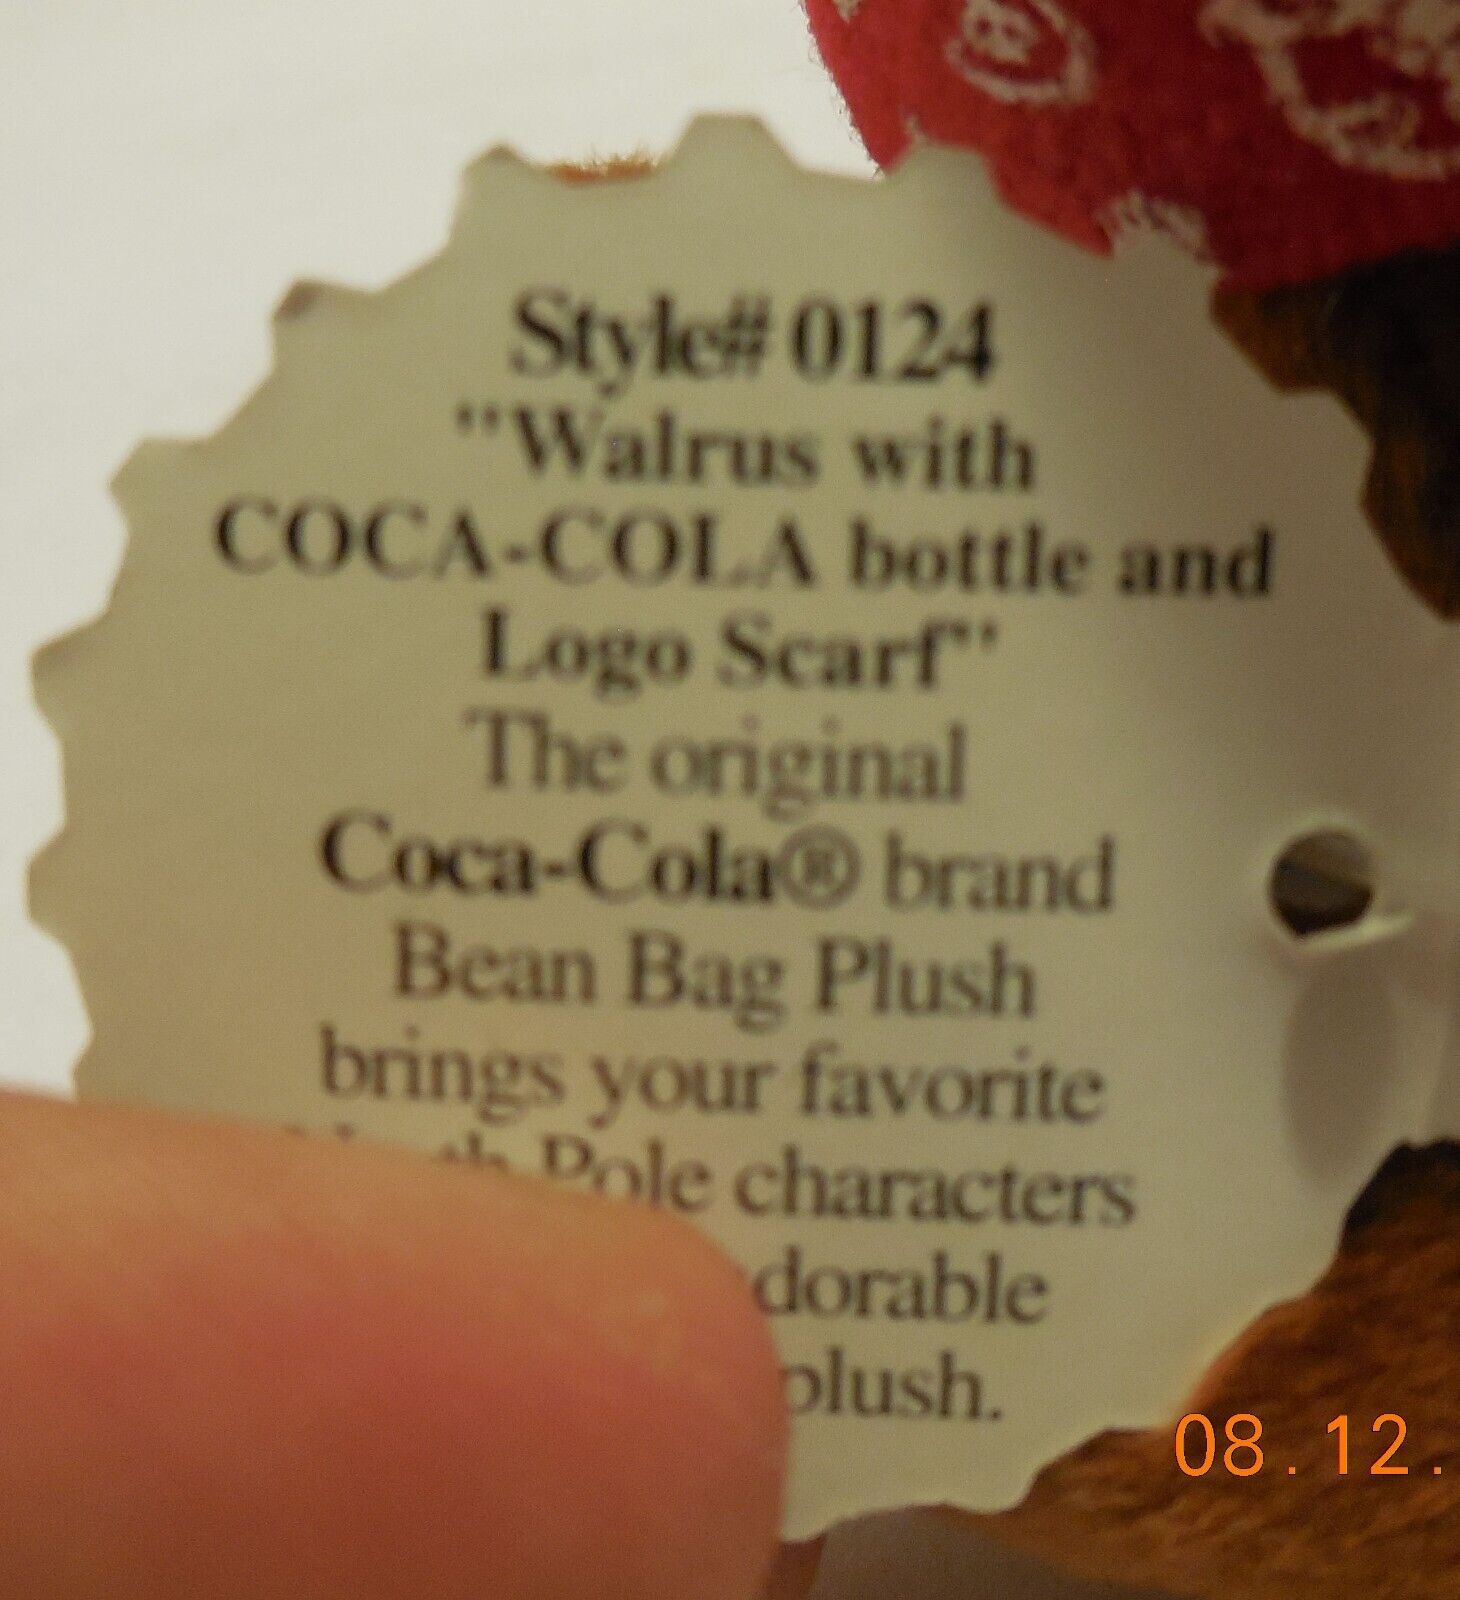 Style# 0124
"Walrus with
COCA-COLA bottle and
Logo Scarf"
The original
Coca-Cola® brand
Bean Bag Plush
brings your favorite
Pole characters
dorable
plush.
08.12.